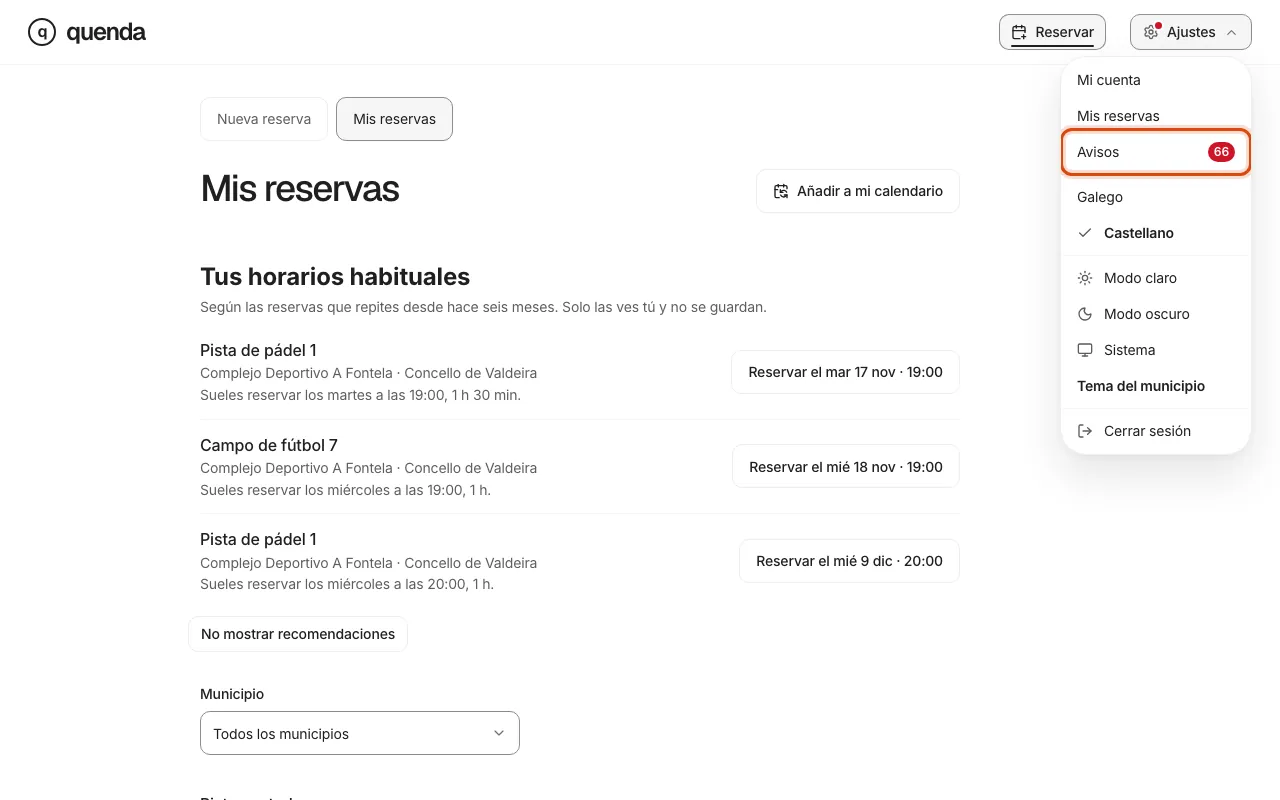 q quenda
Reservar
Ajustes
Mi cuenta
Mis reservas
Avisos 66
Galego
Castellano
Modo claro
Modo oscuro
Sistema
Tema del municipio
Cerrar sesión
Nueva reserva
Mis reservas
Mis reservas
Añadir a mi calendario
Tus horarios habituales
Según las reservas que repites desde hace seis meses. Solo las ves tú y no se guardan.
Pista de pádel 1
Complejo Deportivo A Fontela · Concello de Valdeira
Sueles reservar los martes a las 19:00, 1 h 30 min.
Reservar el mar 17 nov · 19:00
Campo de fútbol 7
Complejo Deportivo A Fontela · Concello de Valdeira
Sueles reservar los miércoles a las 19:00, 1 h.
Reservar el mié 18 nov · 19:00
Pista de pádel 1
Complejo Deportivo A Fontela · Concello de Valdeira
Sueles reservar los miércoles a las 20:00, 1 h.
Reservar el mié 9 dic · 20:00
No mostrar recomendaciones
Municipio
Todos los municipios